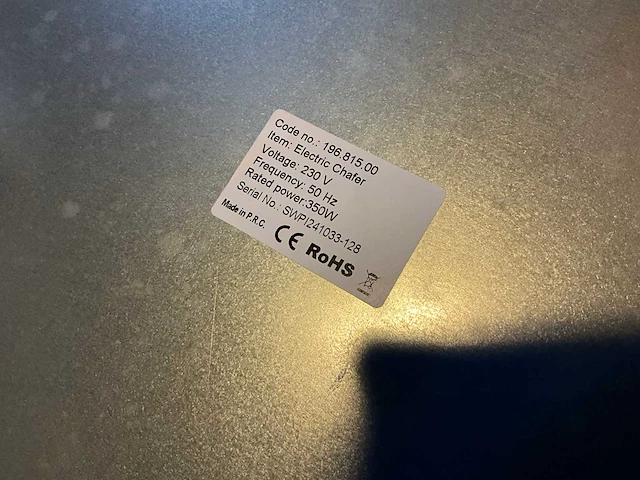 Code no.: 196.815.00
Item: Electric Chafer
Voltage: 230 V
Frequency: 50 Hz
Rated power:350W
Serial No.: SWPI241033-128
Made in P.R.C.
CE RoHS